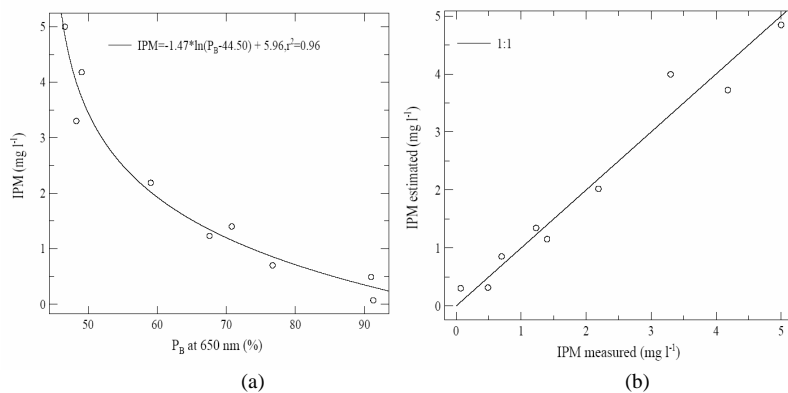 IPM=-1.47*ln(P_B-44.50) + 5.96,r²=0.96
5
4
3
2
1
0
IPM (mg l⁻¹)
50 60 70 80 90
P_B at 650 nm (%)
(a)
1:1
5
4
3
2
1
0
IPM estimated (mg l⁻¹)
0 1 2 3 4 5
IPM measured (mg l⁻¹)
(b)